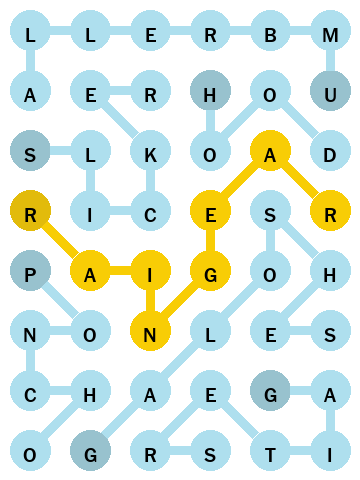 L L E R B M
A E R H O U
S L K O A D
R I C E S R
P A I G O H
N O N L E S
C H A E G A
O G R S T I